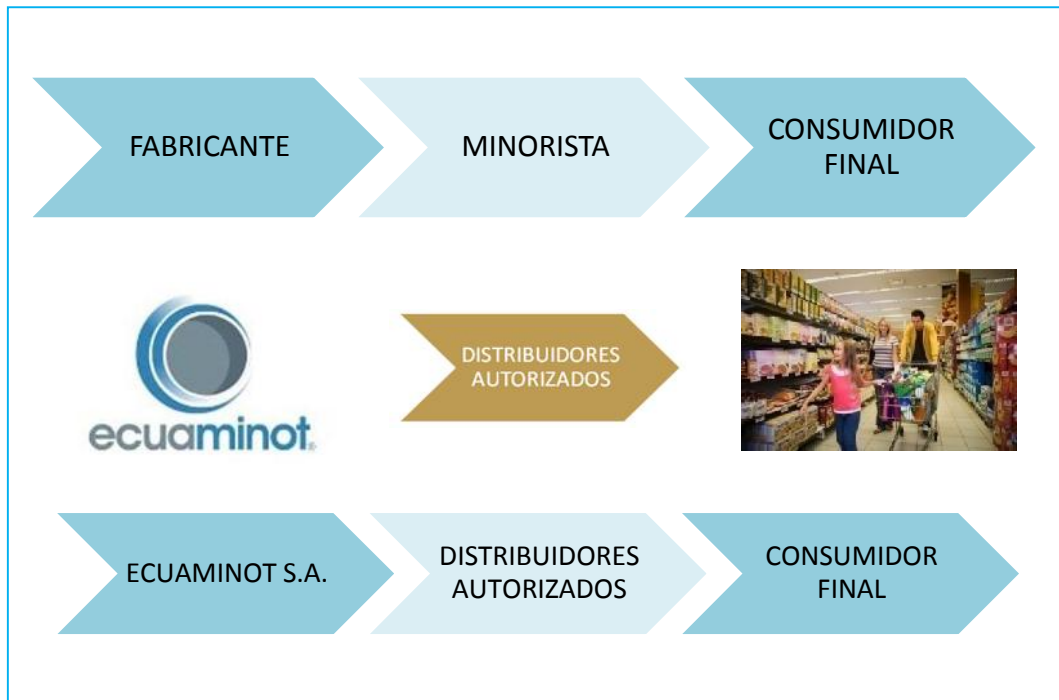 FABRICANTE
MINORISTA
CONSUMIDOR
FINAL
ecuaminot
DISTRIBUIDORES
AUTORIZADOS
ECUAMINOT S.A.
DISTRIBUIDORES
AUTORIZADOS
CONSUMIDOR
FINAL